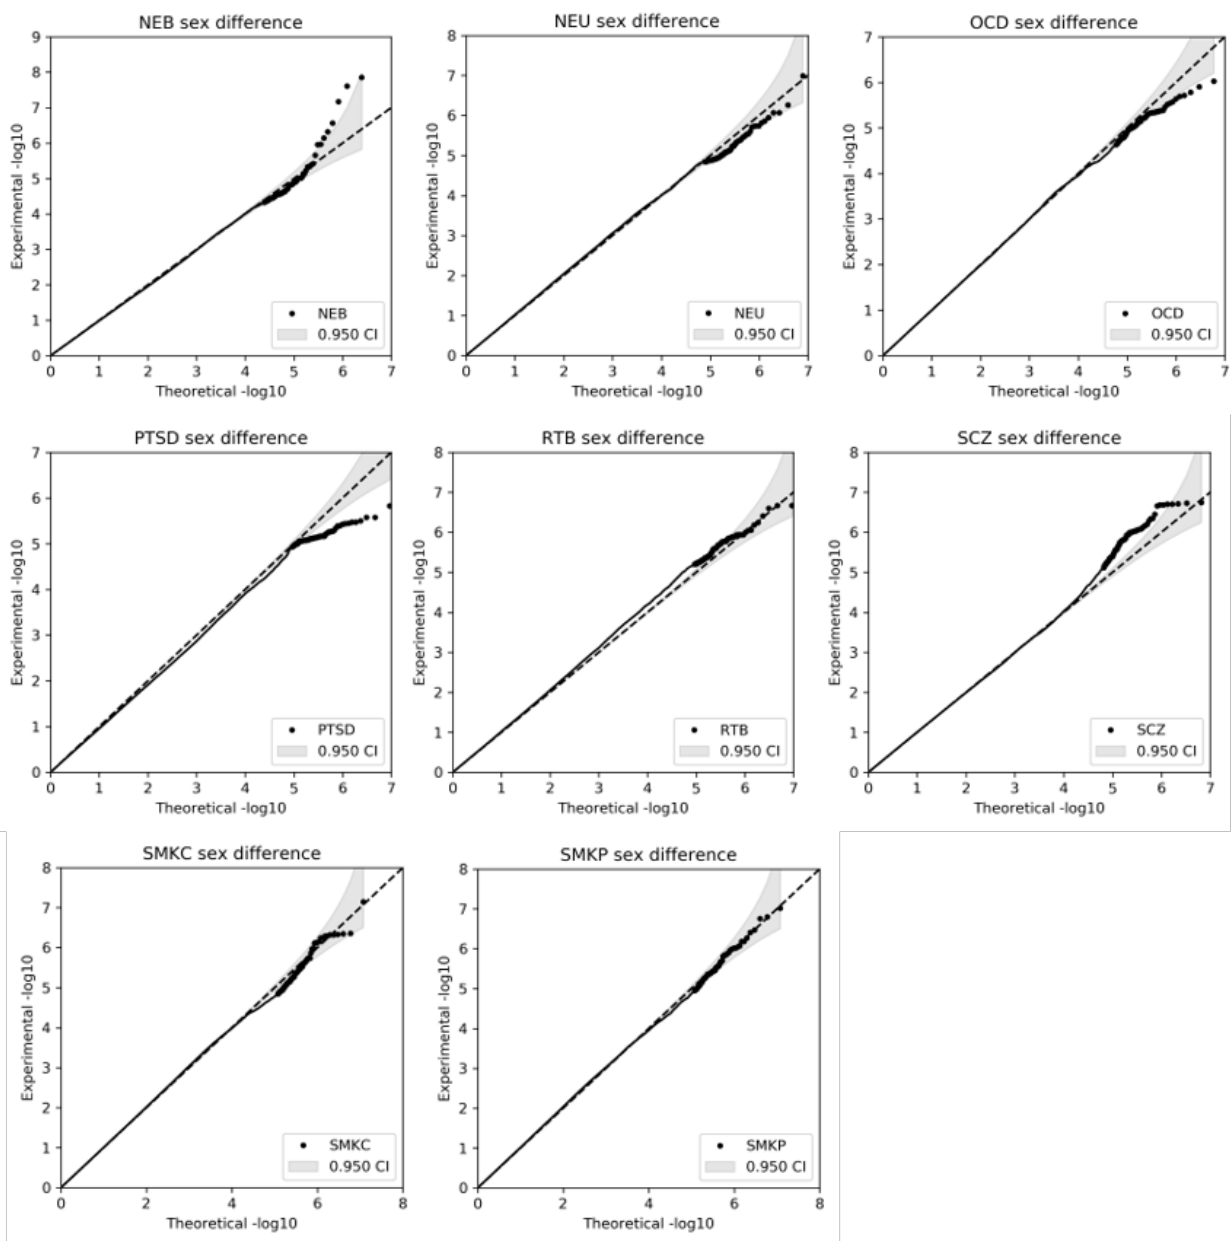 NEB sex difference
9
8
7
6
5
4
3
2
1
0
Experimental -log10
NEB
0.950 CI
0 1 2 3 4 5 6 7
Theoretical -log10
NEU sex difference
8
7
6
5
4
3
2
1
0
Experimental -log10
NEU
0.950 CI
0 1 2 3 4 5 6 7
Theoretical -log10
OCD sex difference
7
6
5
4
3
2
1
0
Experimental -log10
OCD
0.950 CI
0 1 2 3 4 5 6 7
Theoretical -log10
PTSD sex difference
7
6
5
4
3
2
1
0
Experimental -log10
PTSD
0.950 CI
0 1 2 3 4 5 6 7
Theoretical -log10
RTB sex difference
8
7
6
5
4
3
2
1
0
Experimental -log10
RTB
0.950 CI
0 1 2 3 4 5 6 7
Theoretical -log10
SCZ sex difference
8
7
6
5
4
3
2
1
0
Experimental -log10
SCZ
0.950 CI
0 1 2 3 4 5 6 7
Theoretical -log10
SMKC sex difference
8
7
6
5
4
3
2
1
0
Experimental -log10
SMKC
0.950 CI
0 2 4 6 8
Theoretical -log10
SMKP sex difference
8
7
6
5
4
3
2
1
0
Experimental -log10
SMKP
0.950 CI
0 2 4 6 8
Theoretical -log10